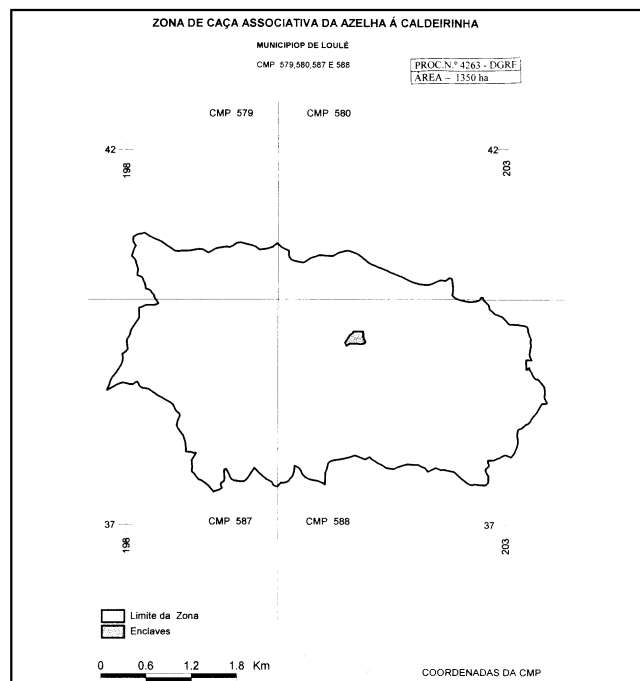 ZONA DE CAÇA ASSOCIATIVA DA AZELHA Á CALDEIRINHA
MUNICIPIOP DE LOULÉ
CMP 579,580,587 E 588
PROC.N.º 4263 - DGRF
ÁREA – 1350 ha
CMP 579
CMP 580
42
42
198
203
CMP 587
CMP 588
37
37
198
203
Limite da Zona
Enclaves
0 0.6 1.2 1.8 Km
COORDENADAS DA CMP